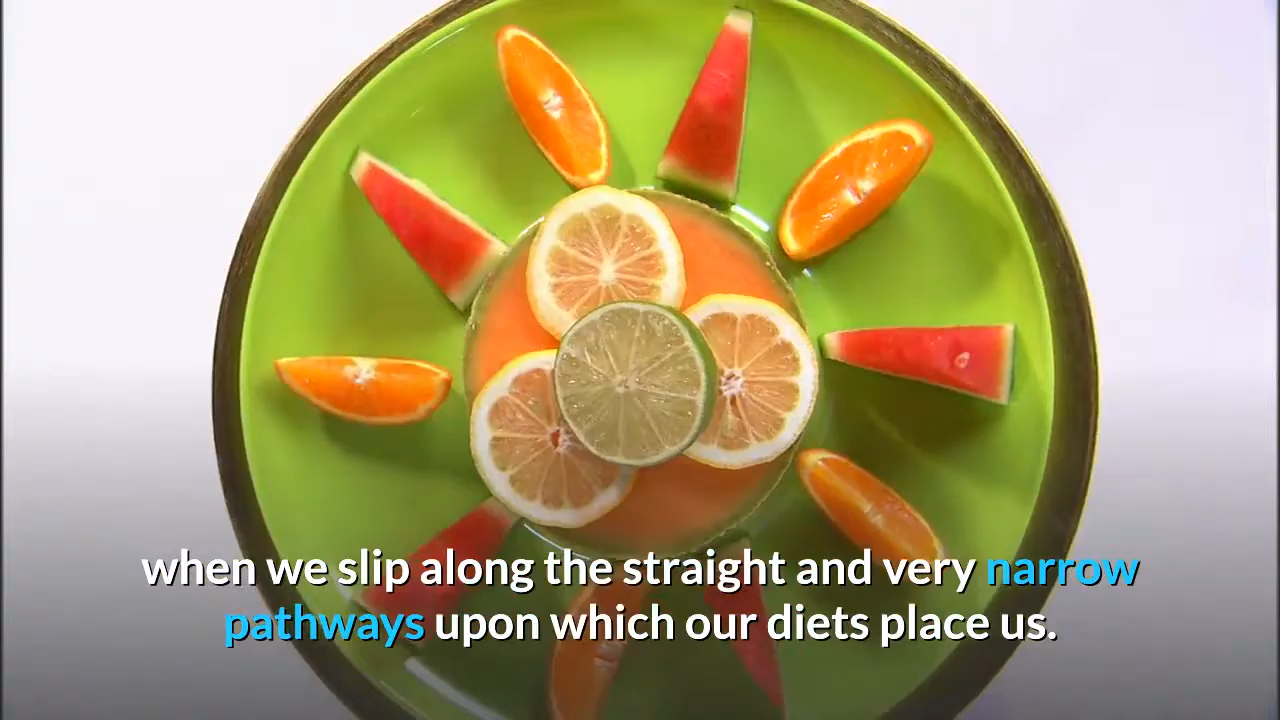 when we slip along the straight and very narrow
pathways upon which our diets place us.